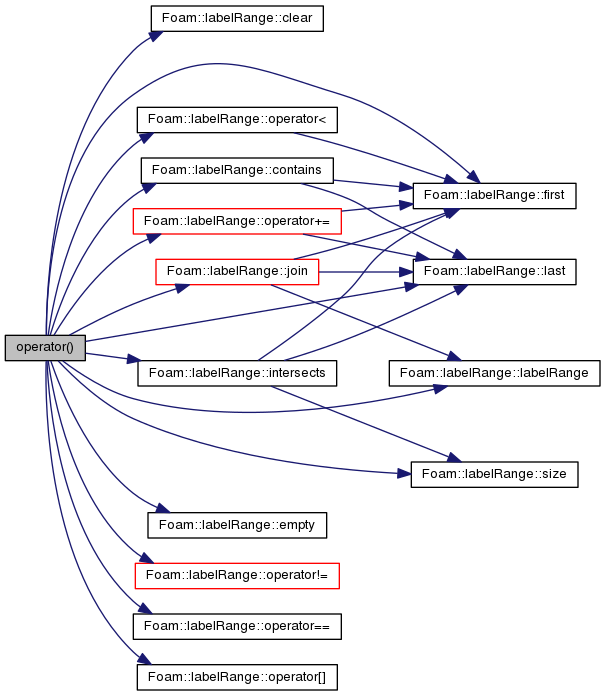 Foam::labelRange::clear
Foam::labelRange::operator<
Foam::labelRange::contains
Foam::labelRange::first
Foam::labelRange::operator+=
Foam::labelRange::join
Foam::labelRange::last
operator()
Foam::labelRange::intersects
Foam::labelRange::labelRange
Foam::labelRange::size
Foam::labelRange::empty
Foam::labelRange::operator!=
Foam::labelRange::operator==
Foam::labelRange::operator[]